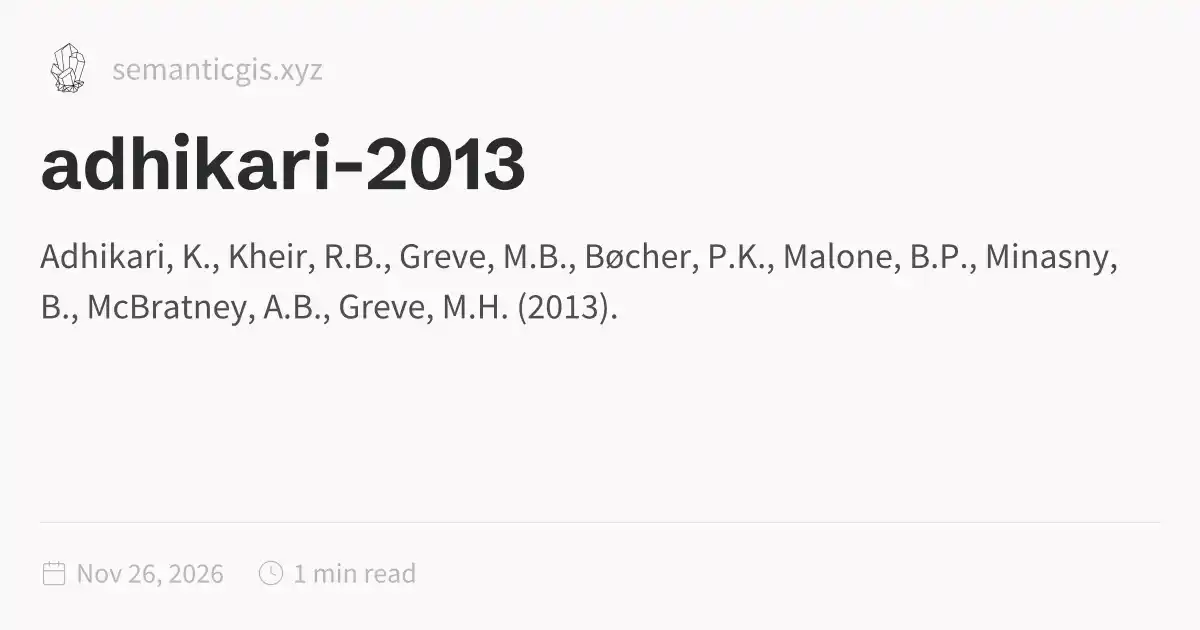 semanticgis.xyz
adhikari-2013
Adhikari, K., Kheir, R.B., Greve, M.B., Bøcher, P.K., Malone, B.P., Minasny,
B., McBratney, A.B., Greve, M.H. (2013).
Nov 26, 2026 1 min read